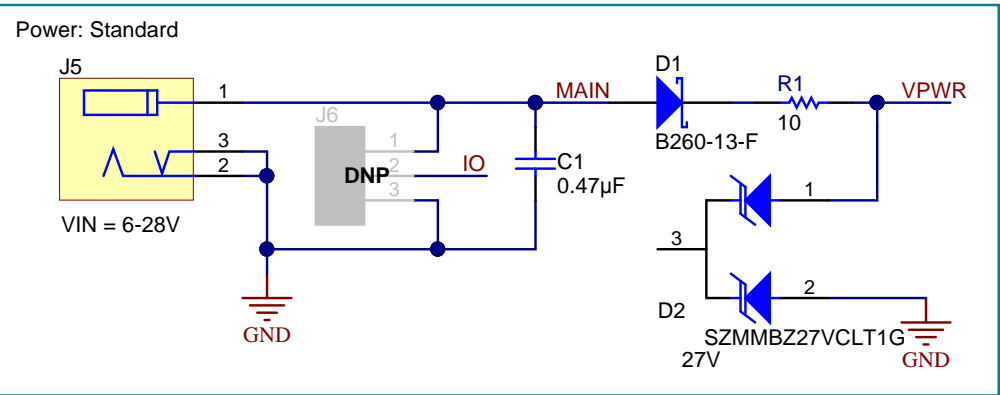 Power: Standard
J5
1
3
2
VIN = 6-28V
GND
J6
1
2
3
DNP
IO
C1
0.47µF
MAIN
D1
B260-13-F
R1
10
VPWR
1
3
2
D2
SZMMBZ27VCLT1G
27V
GND